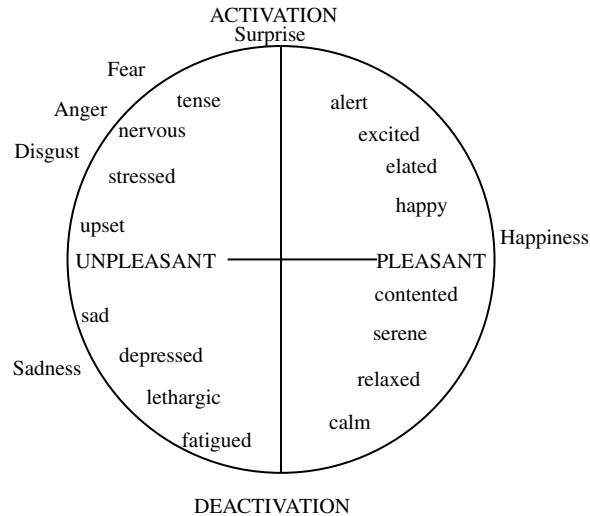 ACTIVATION
Surprise
Fear
tense
alert
Anger
nervous
excited
Disgust
elated
stressed
happy
upset
Happiness
UNPLEASANT
PLEASANT
contented
sad
serene
depressed
Sadness
relaxed
lethargic
calm
fatigued
DEACTIVATION